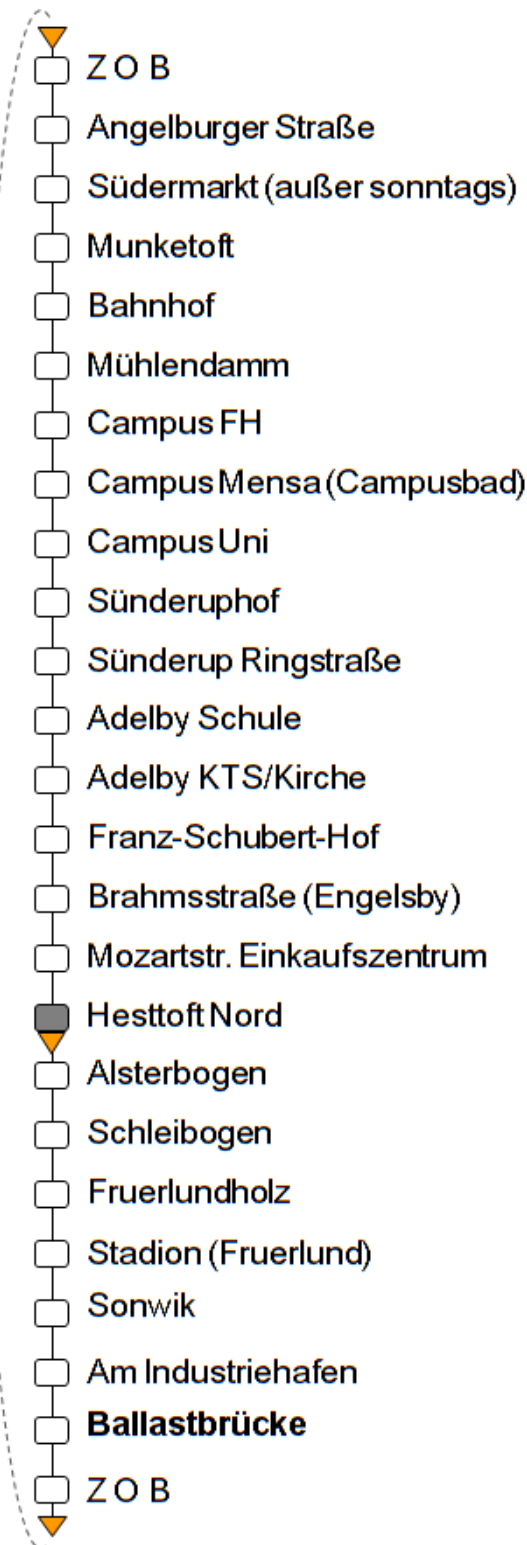 Z O B
Angelburger Straße
Südermarkt (außer sonntags)
Munketoft
Bahnhof
Mühlendamm
Campus FH
Campus Mensa (Campusbad)
Campus Uni
Sünderuphof
Sünderup Ringstraße
Adelby Schule
Adelby KTS/Kirche
Franz-Schubert-Hof
Brahmsstraße (Engelsby)
Mozartstr. Einkaufszentrum
Hesttoft Nord
Alsterbogen
Schleibogen
Fruerlundholz
Stadion (Fruerlund)
Sonwik
Am Industriehafen
Ballastbrücke
Z O B